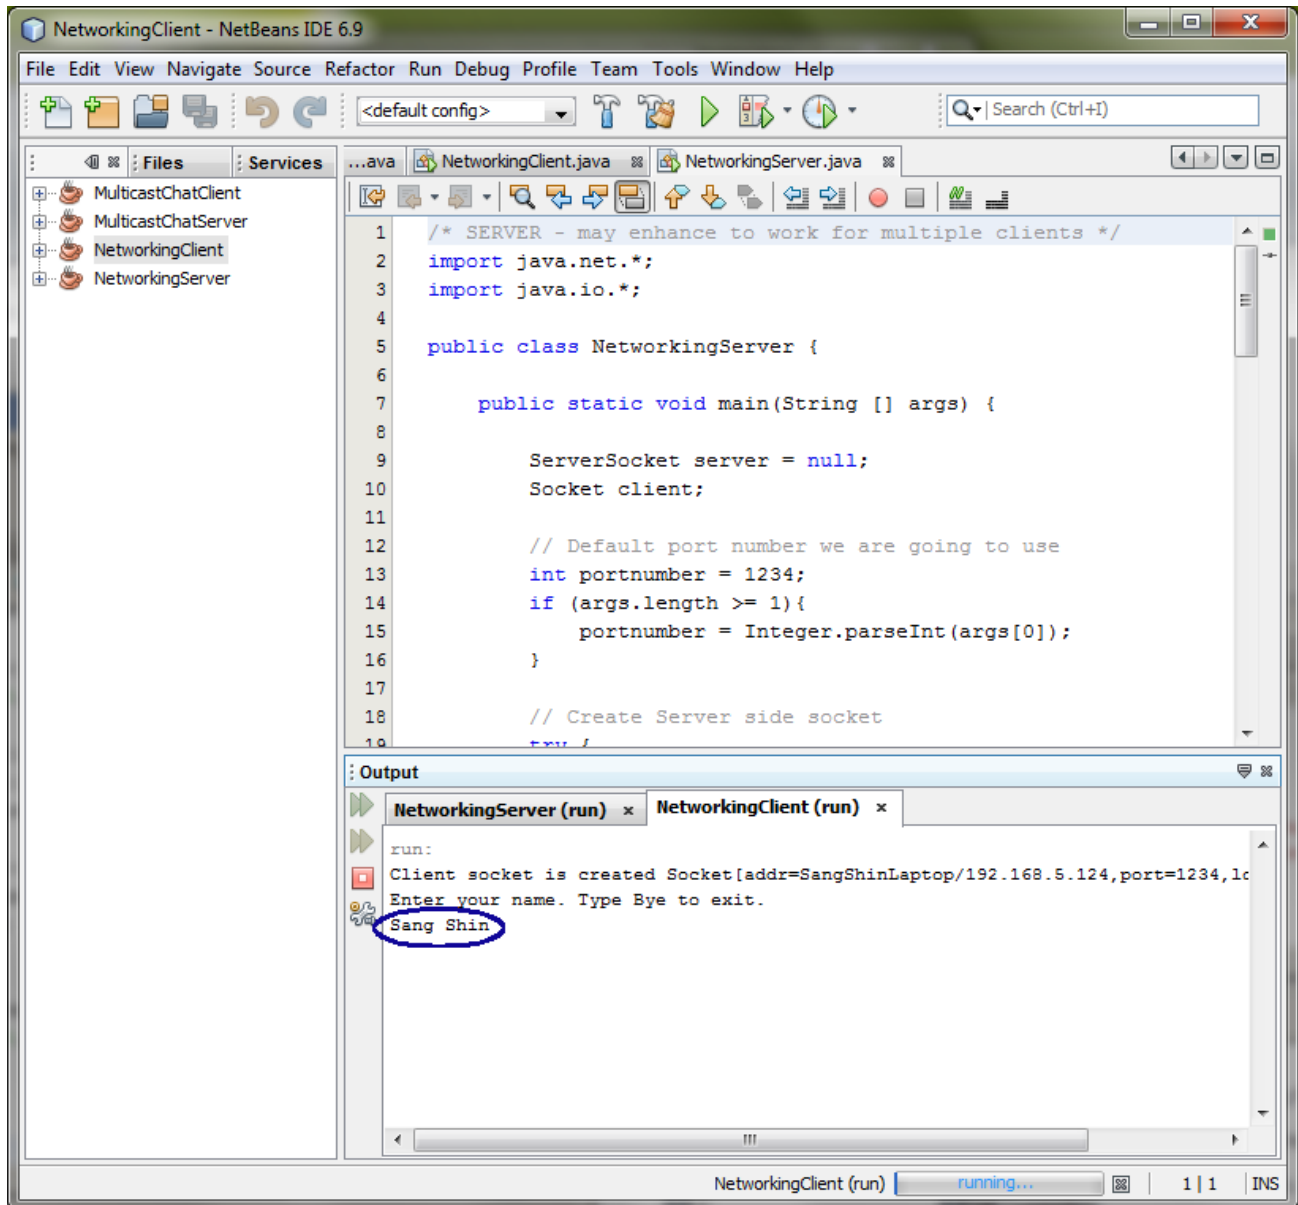 NetworkingClient - NetBeans IDE 6.9
File Edit View Navigate Source Refactor Run Debug Profile Team Tools Window Help
<default config>
Search (Ctrl+I)
Files Services
...ava NetworkingClient.java NetworkingServer.java
MulticastChatClient
MulticastChatServer
NetworkingClient
NetworkingServer
1 /* SERVER - may enhance to work for multiple clients */
2 import java.net.*;
3 import java.io.*;
4
5 public class NetworkingServer {
6
7 public static void main(String [] args) {
8
9 ServerSocket server = null;
10 Socket client;
11
12 // Default port number we are going to use
13 int portnumber = 1234;
14 if (args.length >= 1){
15 portnumber = Integer.parseInt(args[0]);
16 }
17
18 // Create Server side socket
19 try {
Output
NetworkingServer (run) NetworkingClient (run)
run:
Client socket is created Socket[addr=SangShinLaptop/192.168.5.124,port=1234,lc
Enter your name. Type Bye to exit.
Sang Shin
NetworkingClient (run) running... 1 | 1 INS